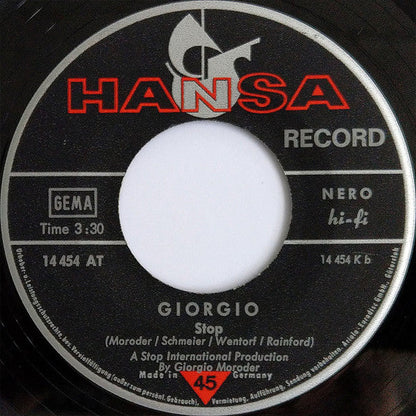 HANSA
RECORD
GEMA
NERO
Time 3:30
hi-fi
14 454 AT
14 454 K b
GIORGIO
Stop
(Moroder / Schmeier / Wentorf / Rainford)
A Stop International Production
By Giorgio Moroder
Made in Germany
45